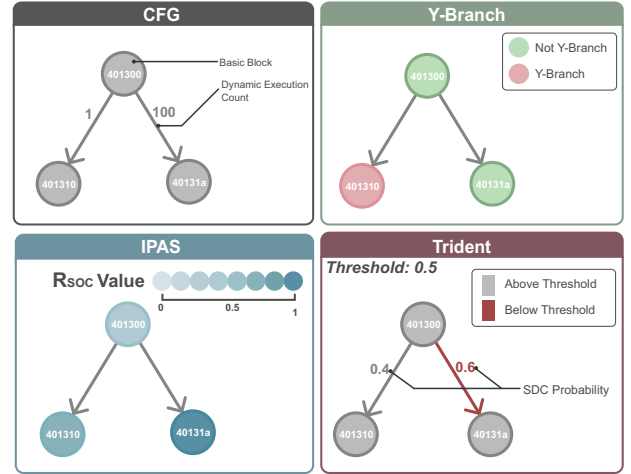 CFG
401300
Basic Block
Dynamic Execution
Count
1
100
401310
40131a
Y-Branch
Not Y-Branch
Y-Branch
401300
401310
40131a
IPAS
RSOC Value
0
0.5
1
401300
401310
40131a
Trident
Threshold: 0.5
Above Threshold
Below Threshold
401300
0.4
0.6
SDC Probability
401310
40131a